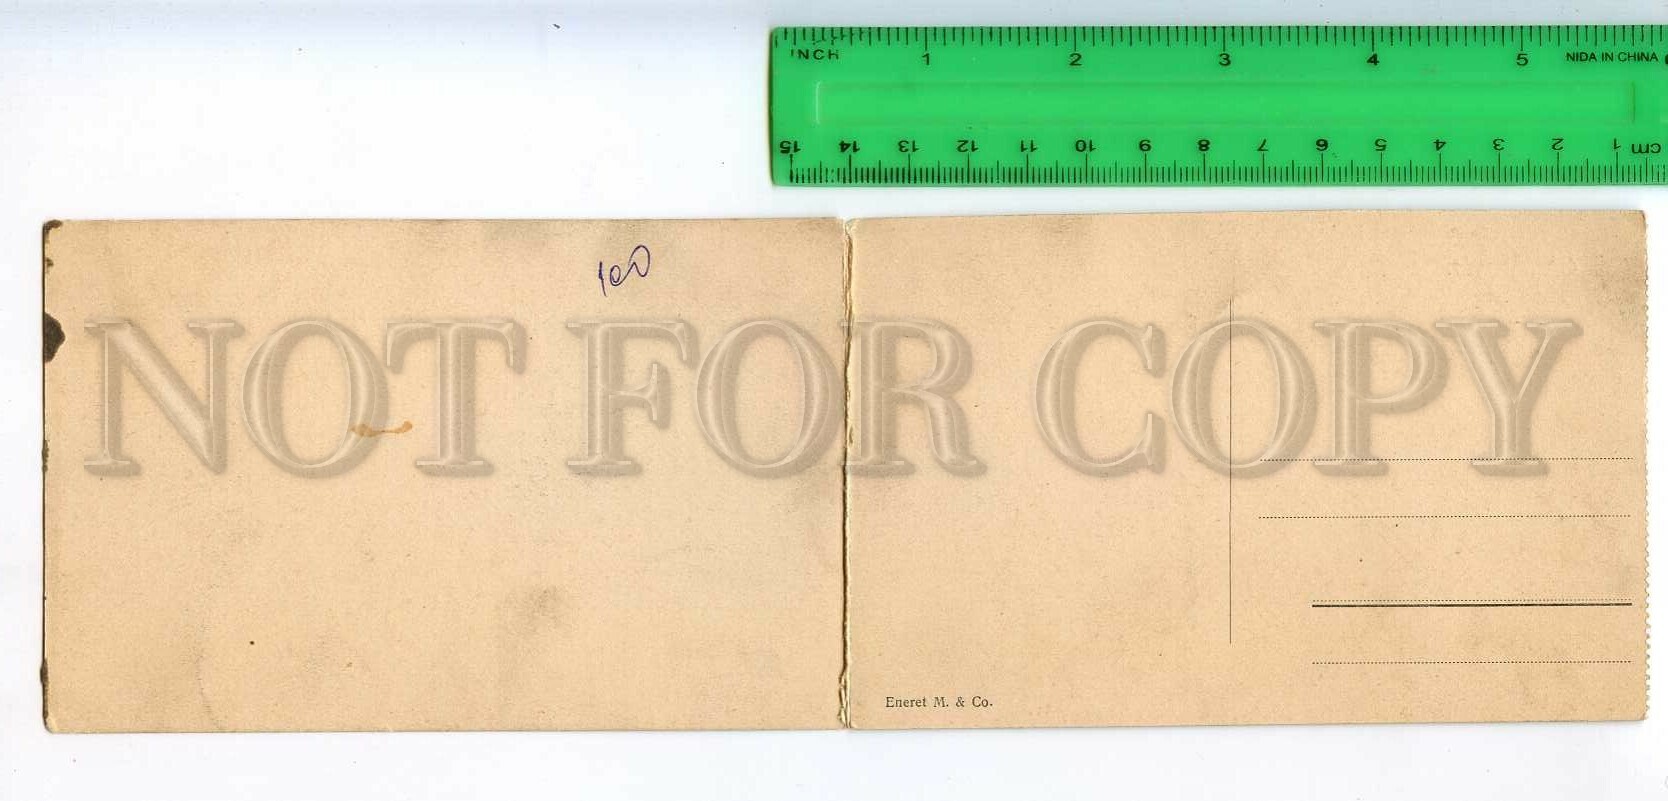 INCH 1 2 3 4 5 NIDA IN CHINA
15 14 13 12 11 10 9 8 7 6 5 4 3 2 1 cm
100
NOT FOR COPY
Eneret M. & Co.